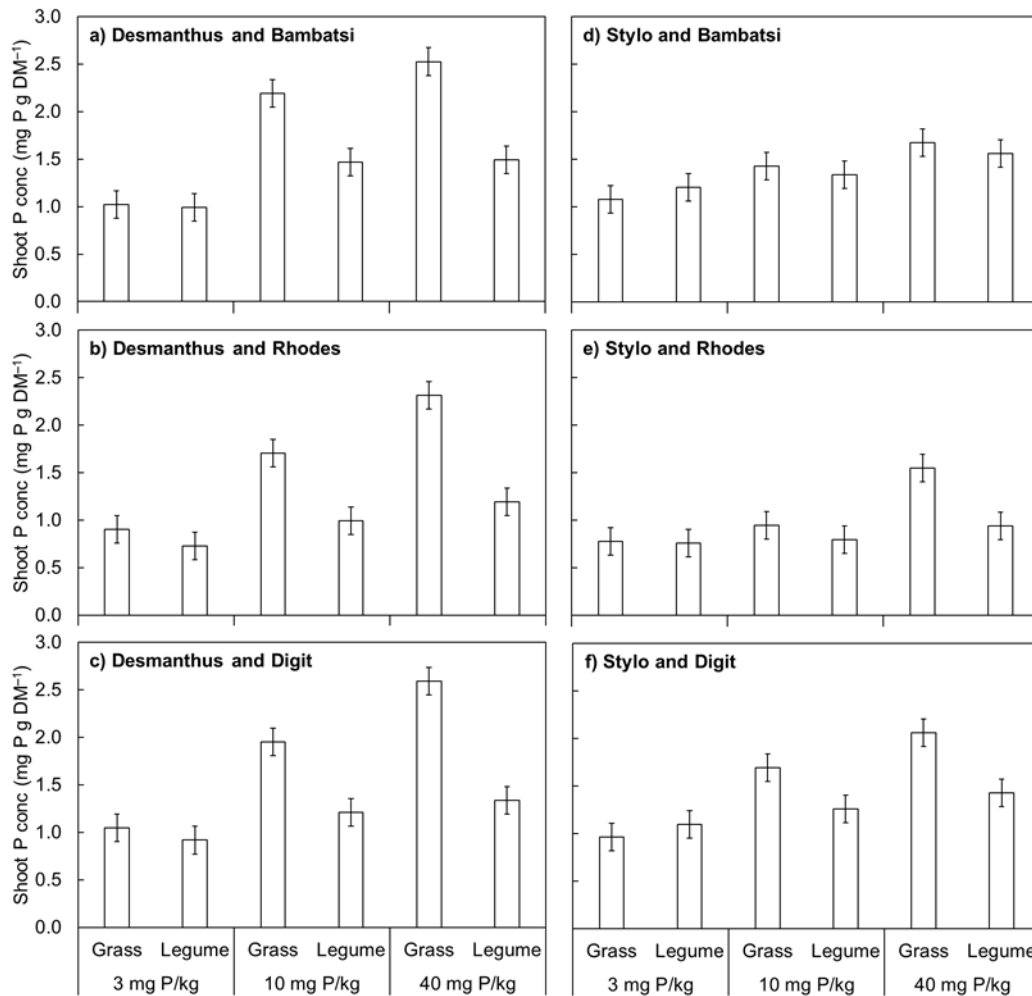 a) Desmanthus and Bambatsi
Shoot P conc (mg P g DM⁻¹)
3.0
2.5
2.0
1.5
1.0
0.5
0.0
d) Stylo and Bambatsi
b) Desmanthus and Rhodes
Shoot P conc (mg P g DM⁻¹)
3.0
2.5
2.0
1.5
1.0
0.5
0.0
e) Stylo and Rhodes
c) Desmanthus and Digit
Shoot P conc (mg P g DM⁻¹)
3.0
2.5
2.0
1.5
1.0
0.5
0.0
f) Stylo and Digit
Grass Legume Grass Legume Grass Legume
3 mg P/kg 10 mg P/kg 40 mg P/kg
Grass Legume Grass Legume Grass Legume
3 mg P/kg 10 mg P/kg 40 mg P/kg